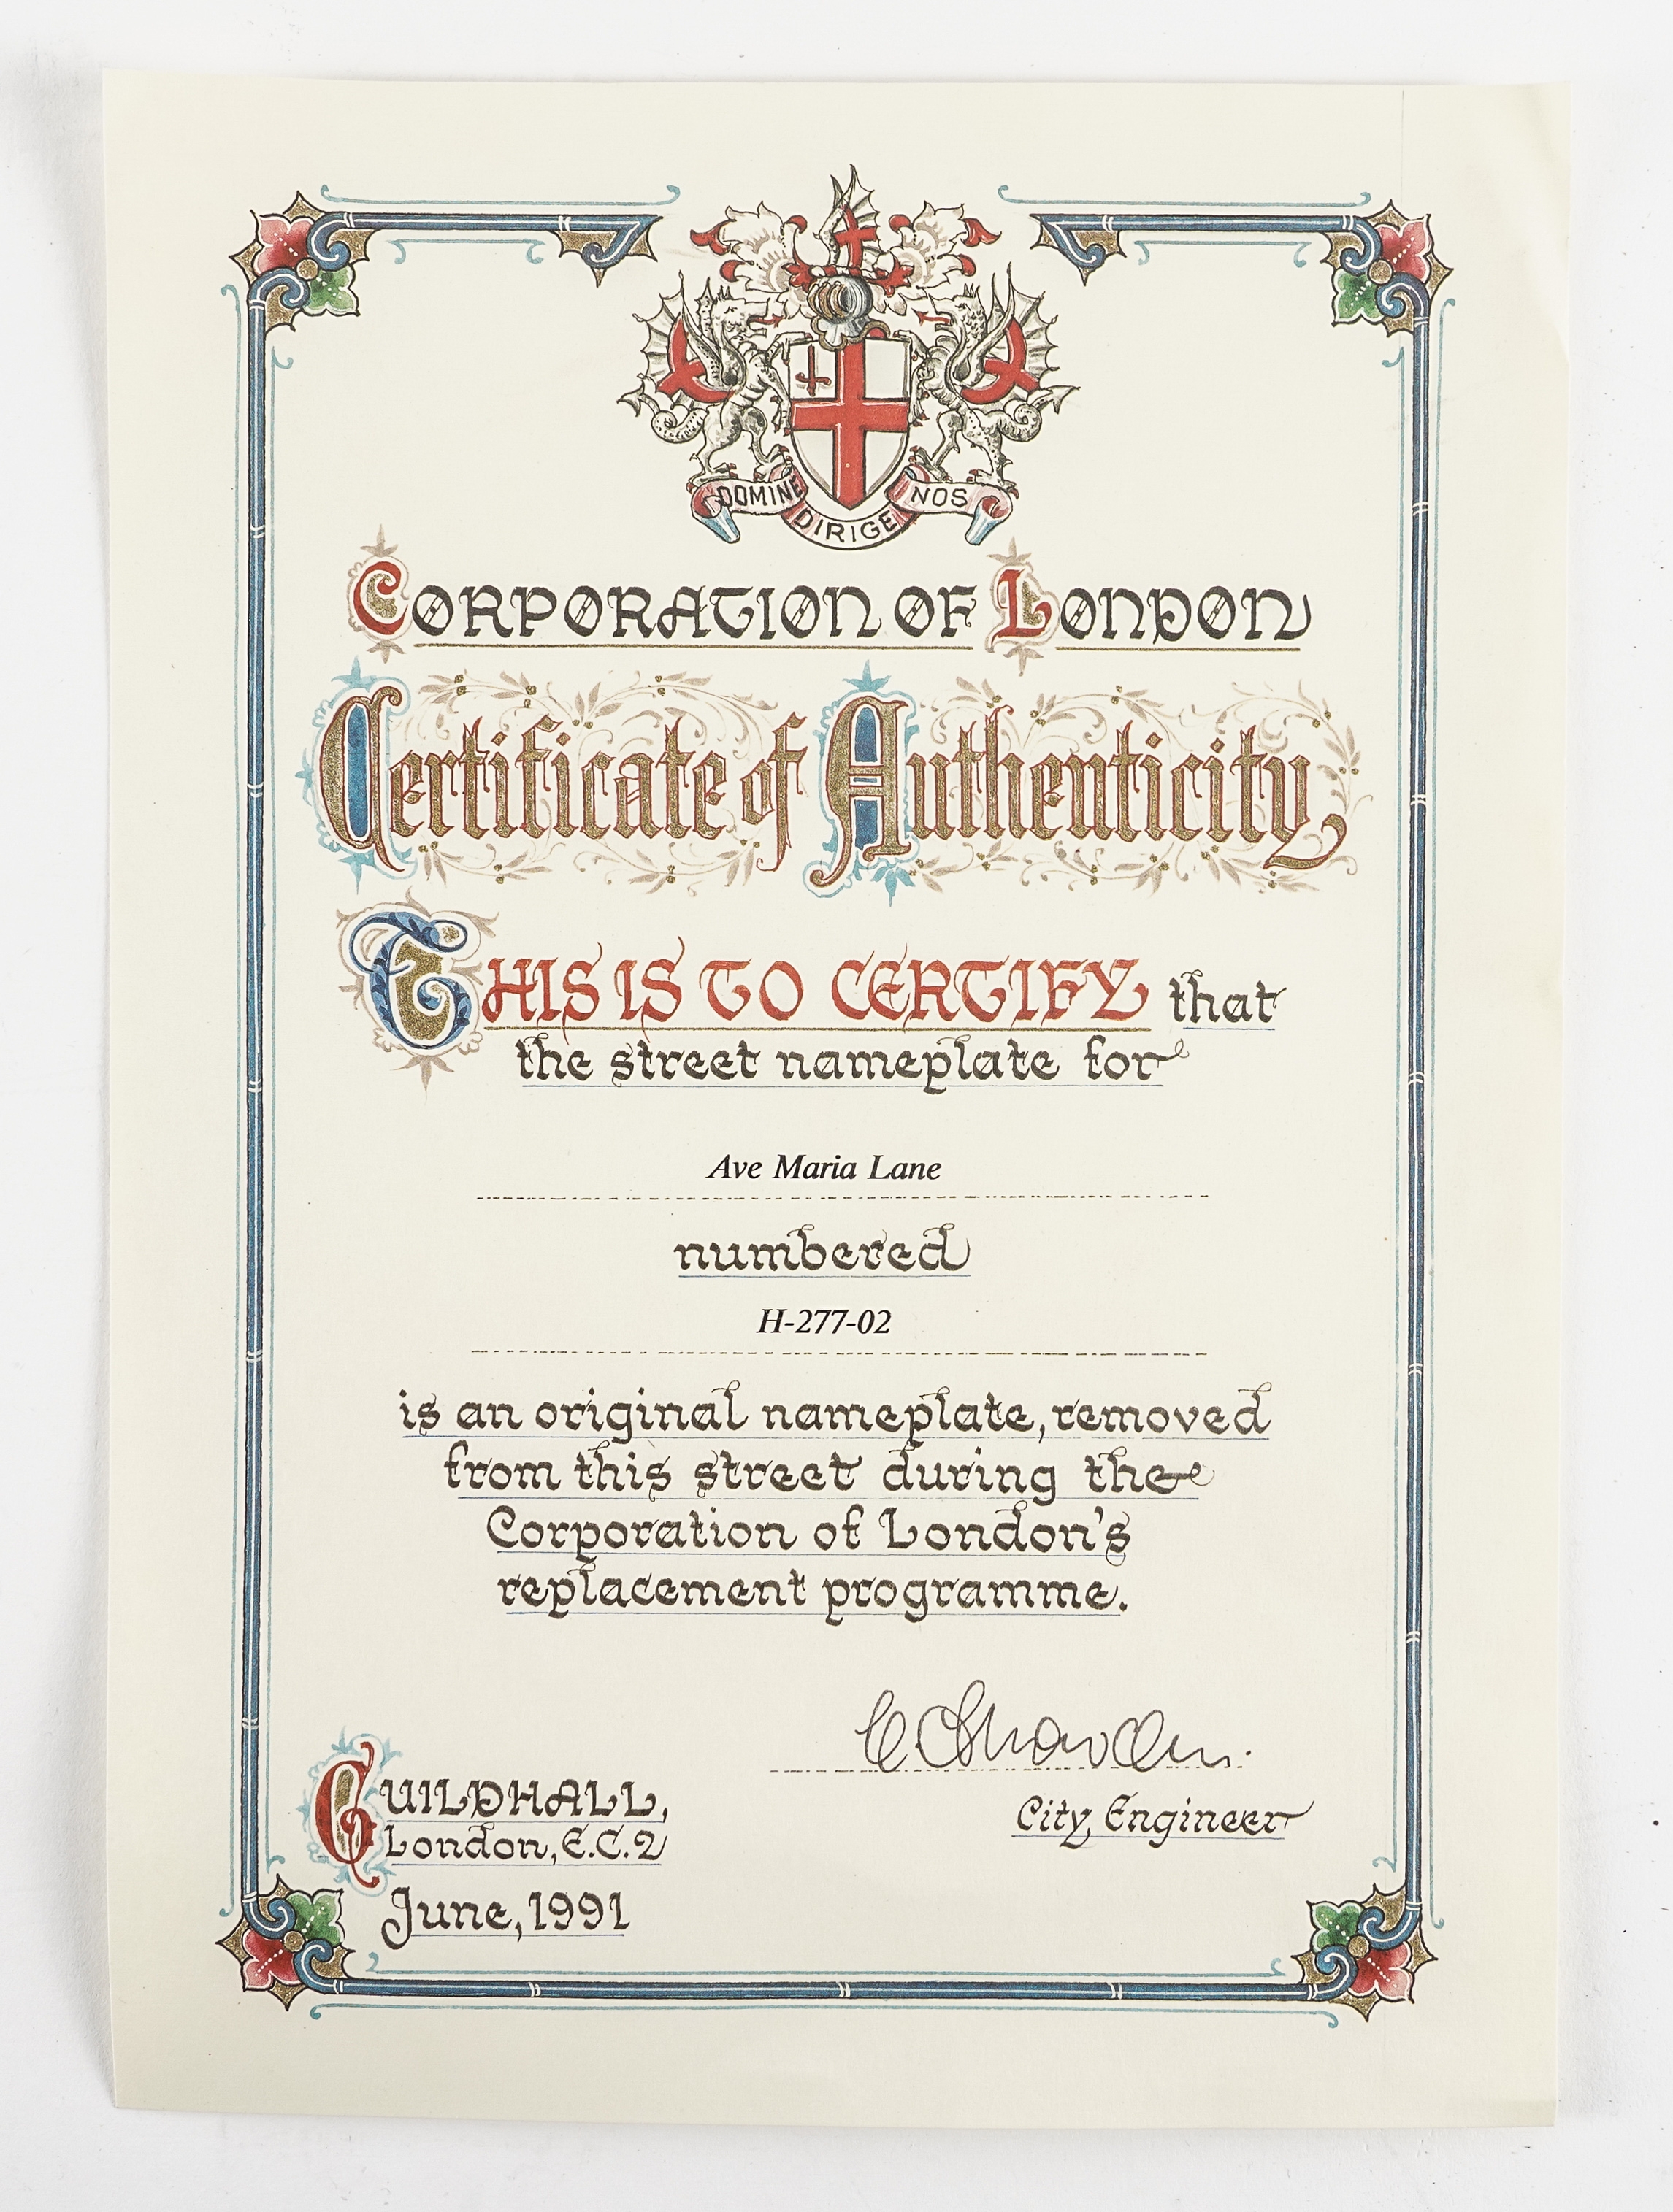 DOMINE DIRIGE NOS
CORPORATION OF LONDON
Certificate of Authenticity
THIS IS TO CERTIFY that
the street nameplate for
Ave Maria Lane
numbered
H-277-02
is an original nameplate, removed
from this street during the
Corporation of London's
replacement programme.
City Engineer
GUILDHALL,
London, E.C.2
June, 1991